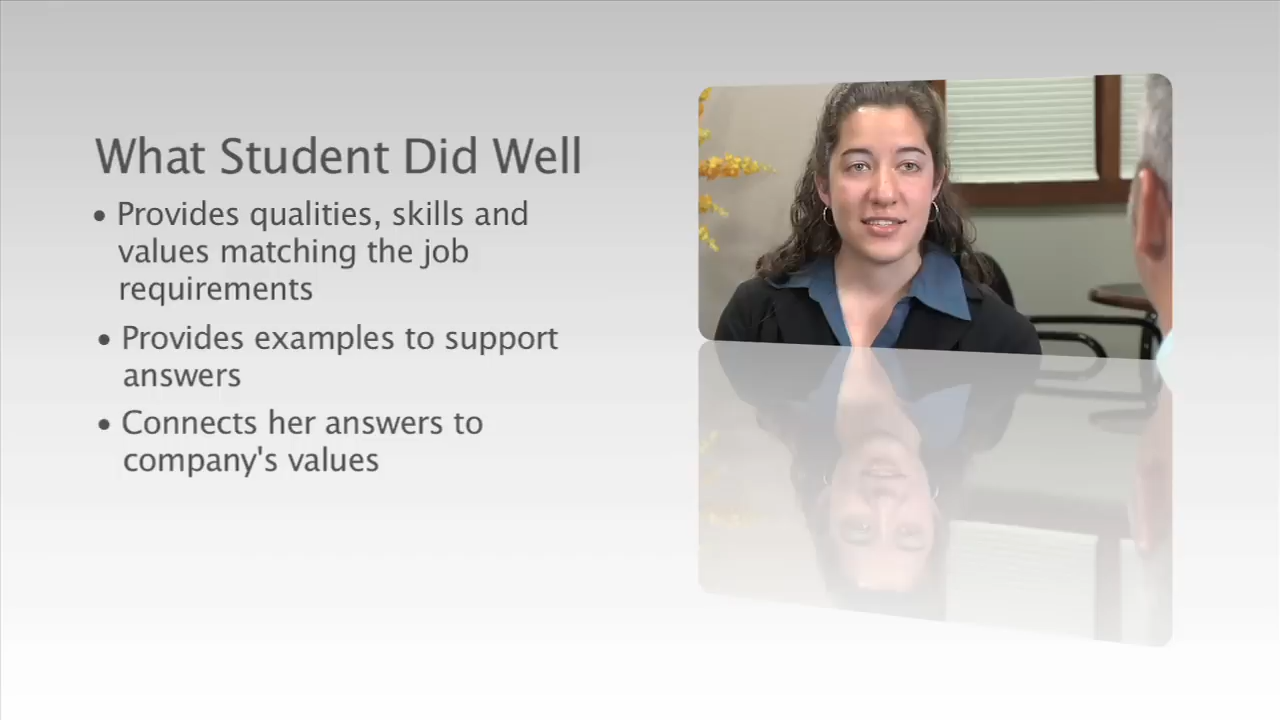 What Student Did Well
• Provides qualities, skills and
values matching the job
requirements
• Provides examples to support
answers
• Connects her answers to
company's values